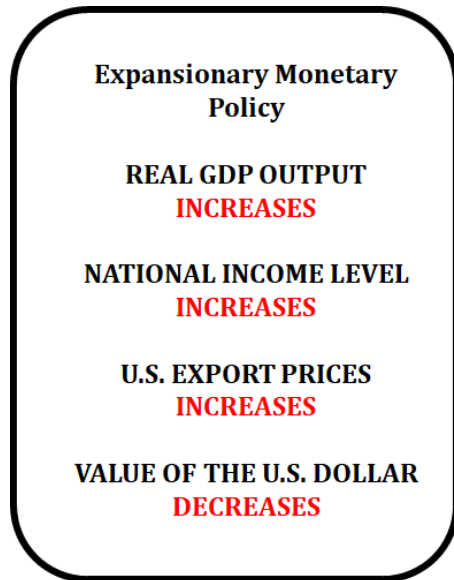 Expansionary Monetary
Policy
REAL GDP OUTPUT
INCREASES
NATIONAL INCOME LEVEL
INCREASES
U.S. EXPORT PRICES
INCREASES
VALUE OF THE U.S. DOLLAR
DECREASES